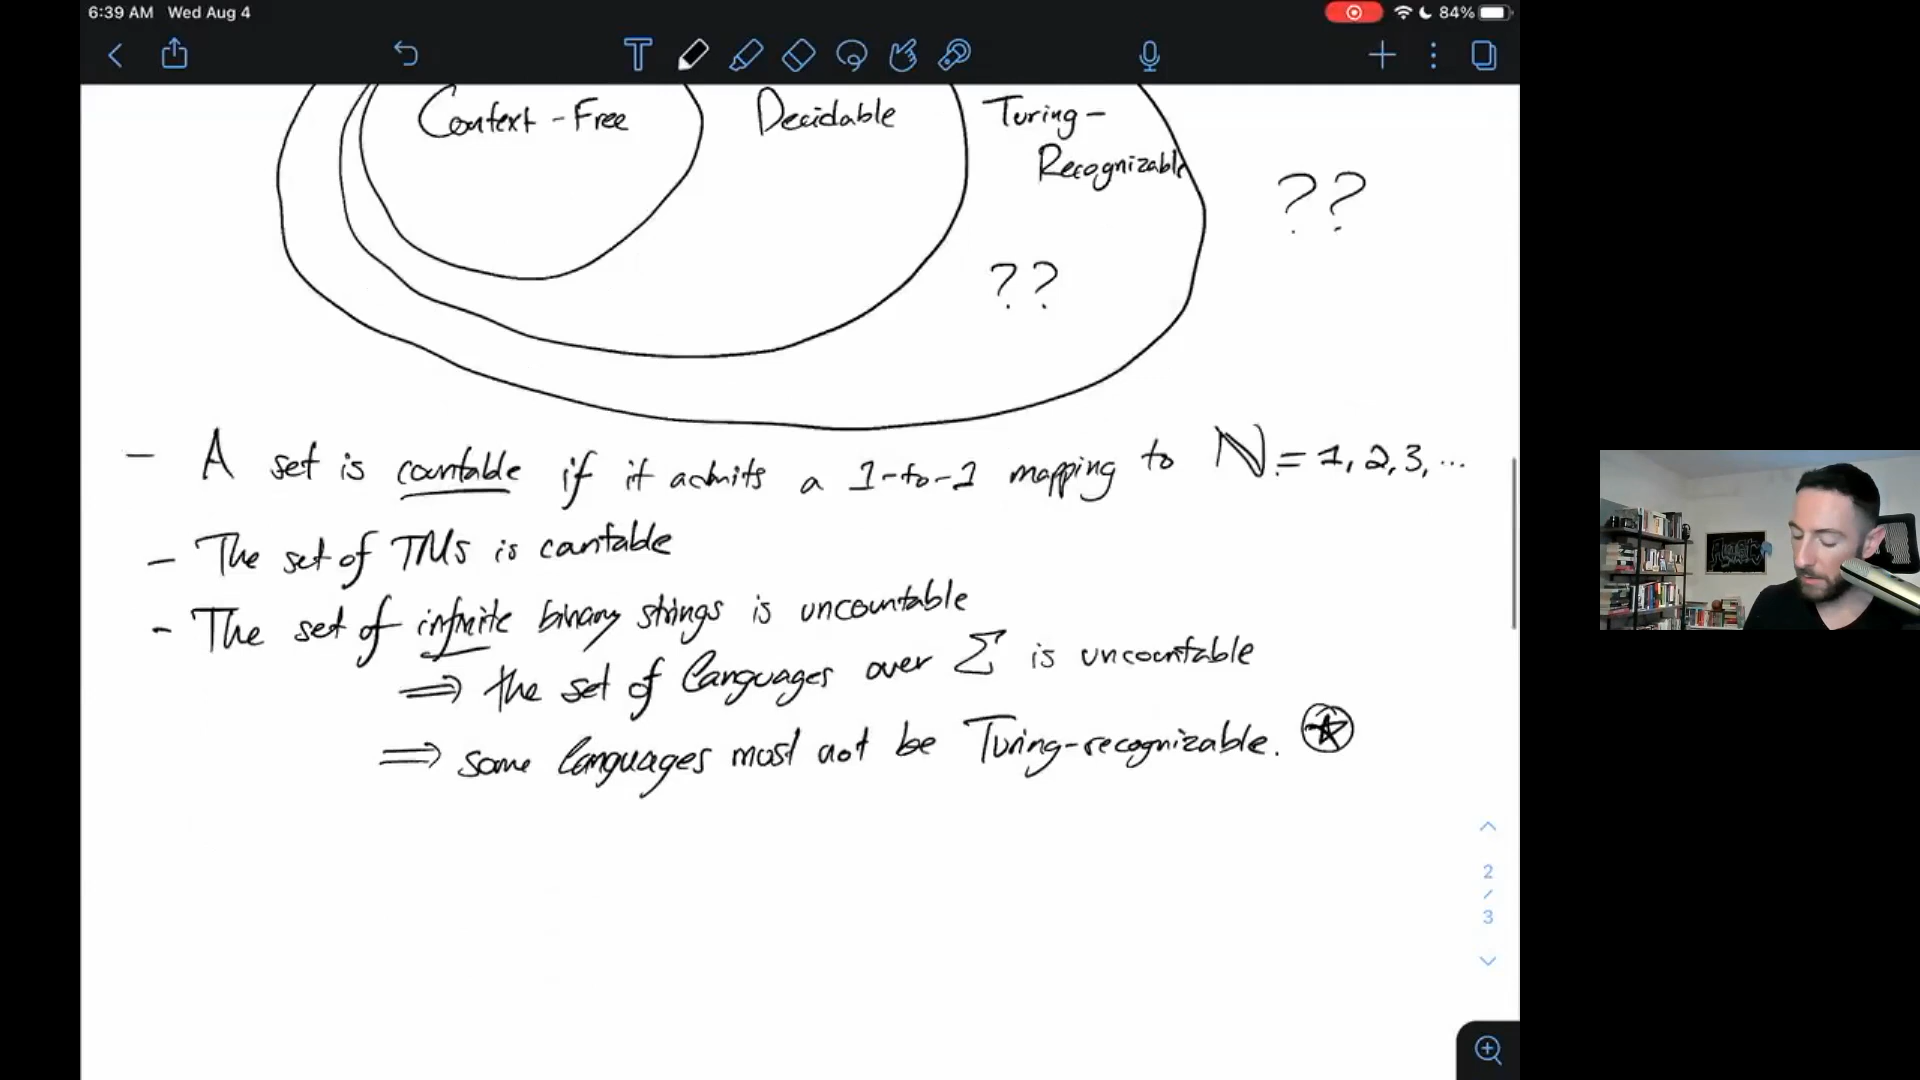 6:39 AM Wed Aug 4
84%
Context-Free
Decidable
Turing-
Recognizable
??
??
- A set is countable if it admits a 1-to-1 mapping to ℕ = 1, 2, 3, ...
- The set of TMs is countable
- The set of infinite binary strings is uncountable
⟹ the set of languages over Σ is uncountable
⟹ some languages must not be Turing-recognizable.
2
/
3